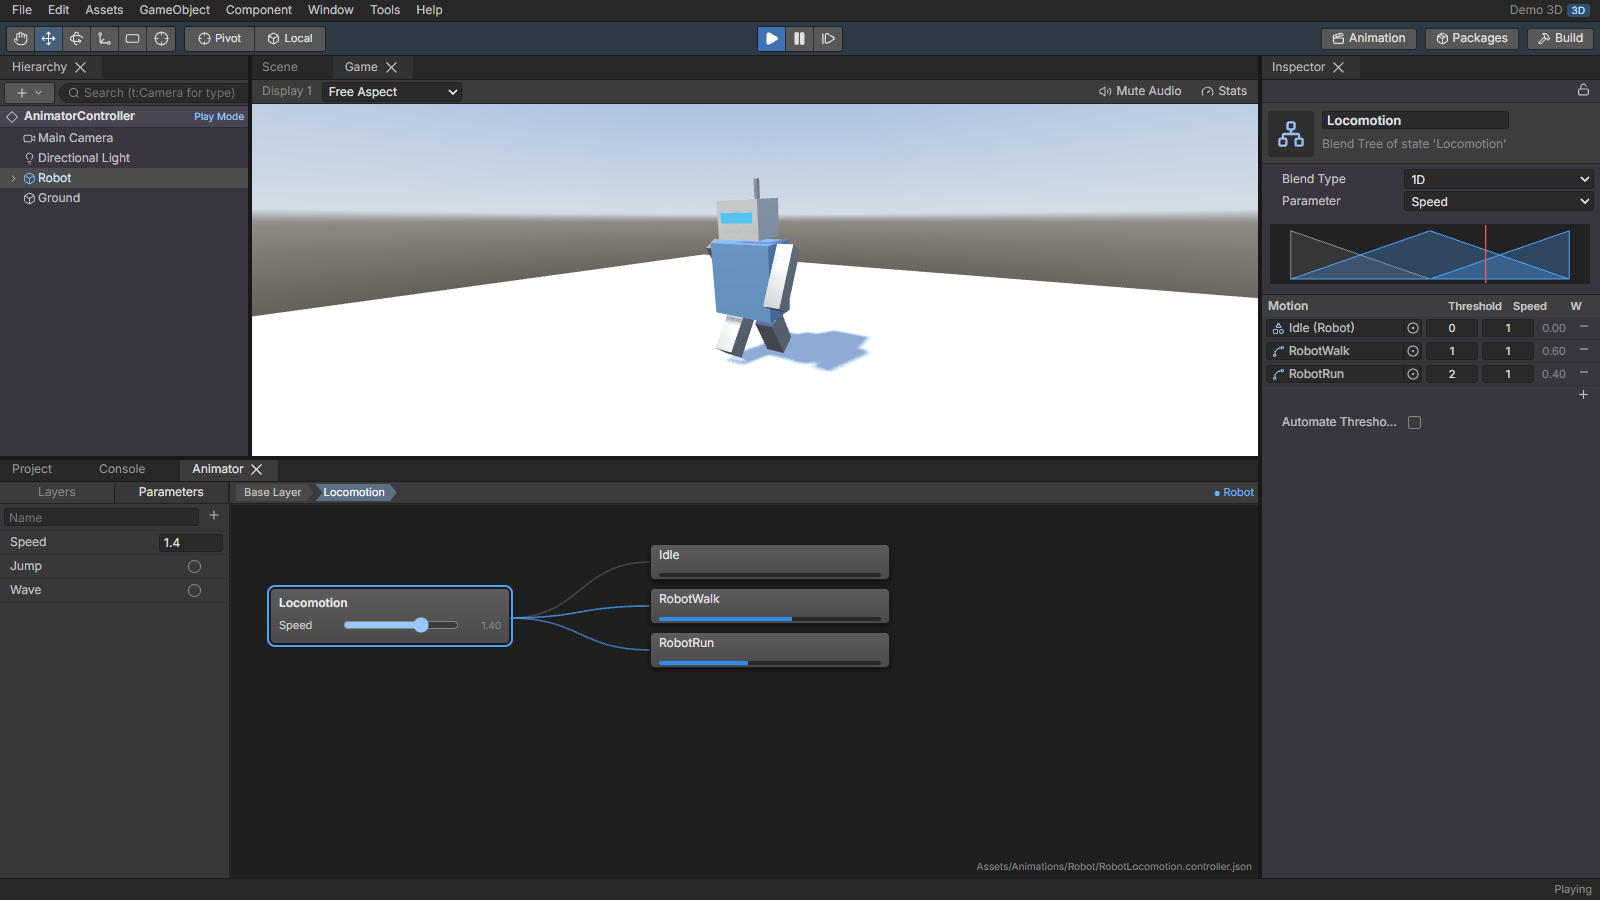 File Edit Assets GameObject Component Window Tools Help
Demo 3D 3D
Pivot Local
Animation Packages Build
Hierarchy
Scene Game
Inspector
Search (t:Camera for type)
Display 1 Free Aspect
Mute Audio Stats
AnimatorController Play Mode
Main Camera
Directional Light
Robot
Ground
Locomotion
Blend Tree of state 'Locomotion'
Blend Type 1D
Parameter Speed
Motion Threshold Speed W
Idle (Robot) 0 1 0.00
RobotWalk 1 1 0.60
RobotRun 2 1 0.40
Automate Thresho...
Project Console Animator
Layers Parameters
Base Layer Locomotion
Robot
Name
Speed 1.4
Jump
Wave
Locomotion
Speed 1.40
Idle
RobotWalk
RobotRun
Assets/Animations/Robot/RobotLocomotion.controller.json
Playing